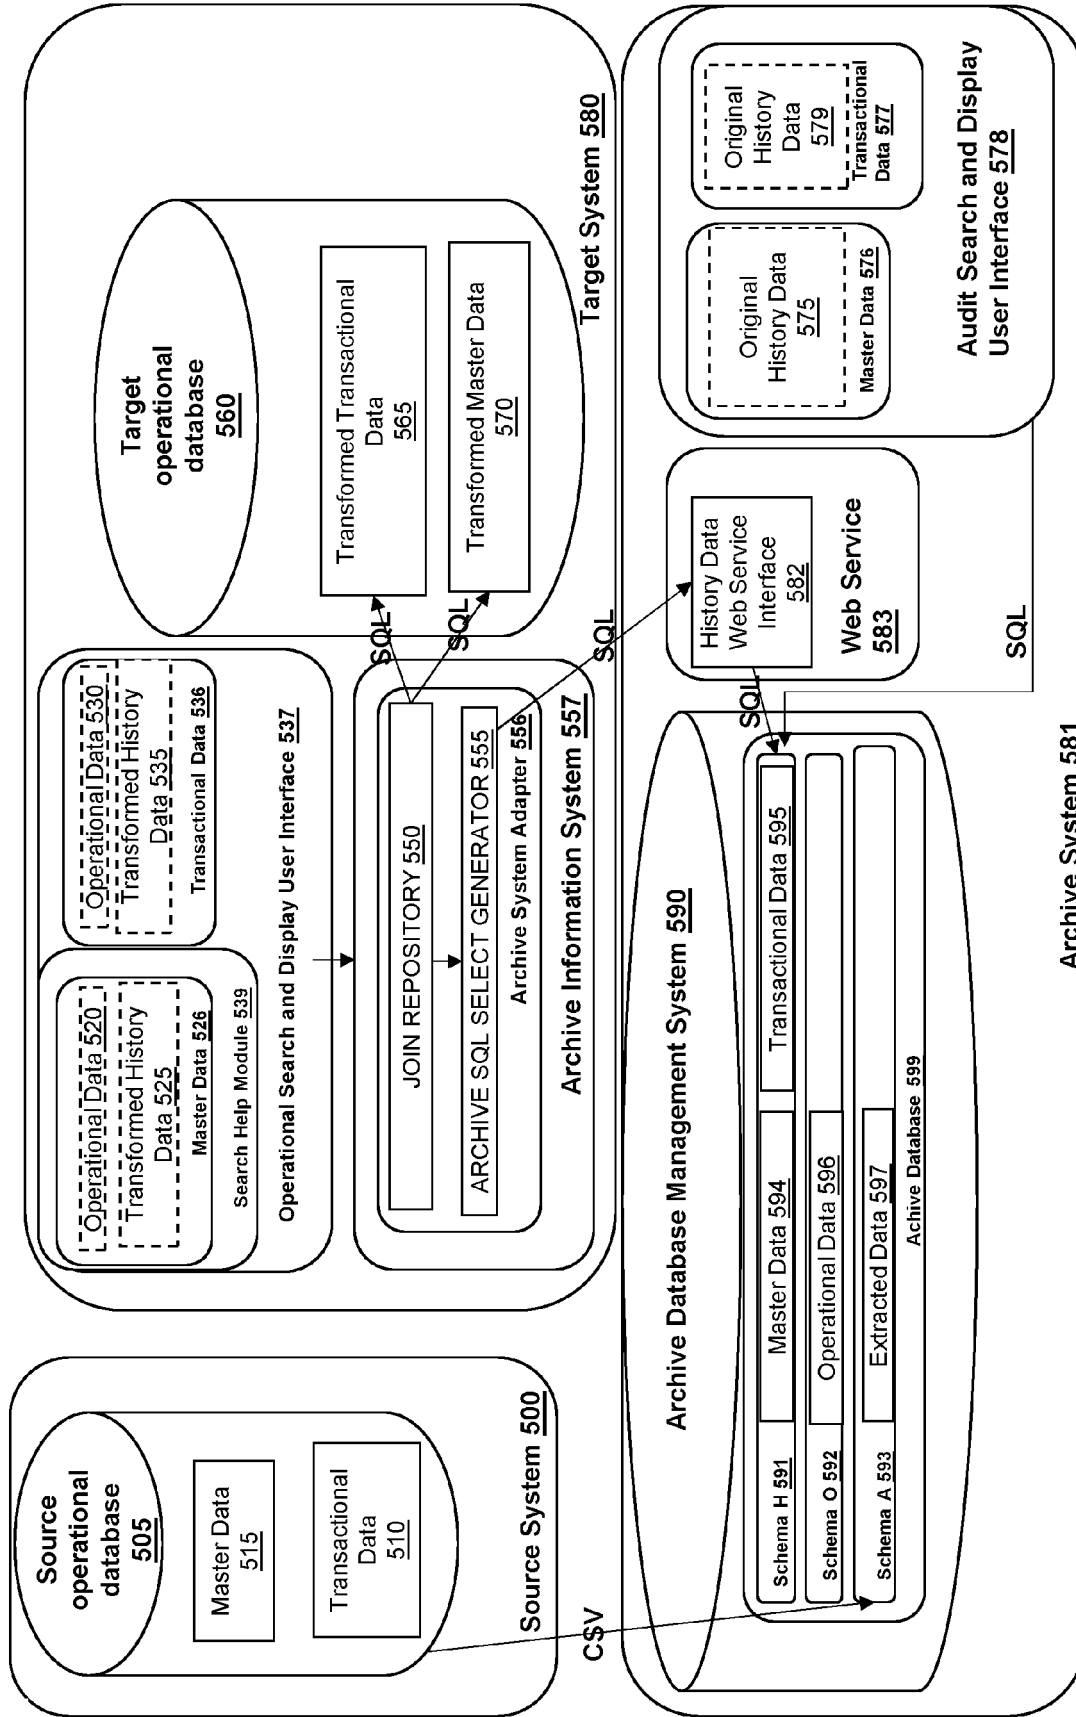 Source
operational
database
505
Master Data
515
Transactional
Data
510
Source System 500
CSV
Operational Data 520
Transformed History
Data 525
Master Data 526
Search Help Module 539
Operational Data 530
Transformed History
Data 535
Transactional Data 536
Operational Search and Display User Interface 537
JOIN REPOSITORY 550
ARCHIVE SQL SELECT GENERATOR 555
Archive System Adapter 556
Archive Information System 557
Target
operational
database
560
Transformed Transactional
Data
565
Transformed Master Data
570
SQL
SQL
SQL
Target System 580
Archive Database Management System 590
Schema H 591
Master Data 594
Transactional Data 595
Schema O 592
Operational Data 596
Schema A 593
Extracted Data 597
Achive Database 599
SQL
History Data
Web Service
Interface
582
Web Service
583
SQL
Original
History Data
575
Master Data 576
Original
History
Data
579
Transactional
Data 577
Audit Search and Display
User Interface 578
Archive System 581